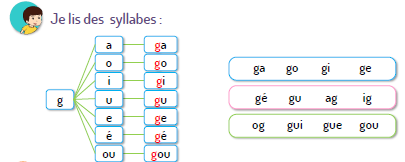 Je lis des syllabes :
g
a ga
o go
i gi
u gu
e ge
é gé
ou gou
ga go gi ge
gé gu ag ig
og gui gue gou